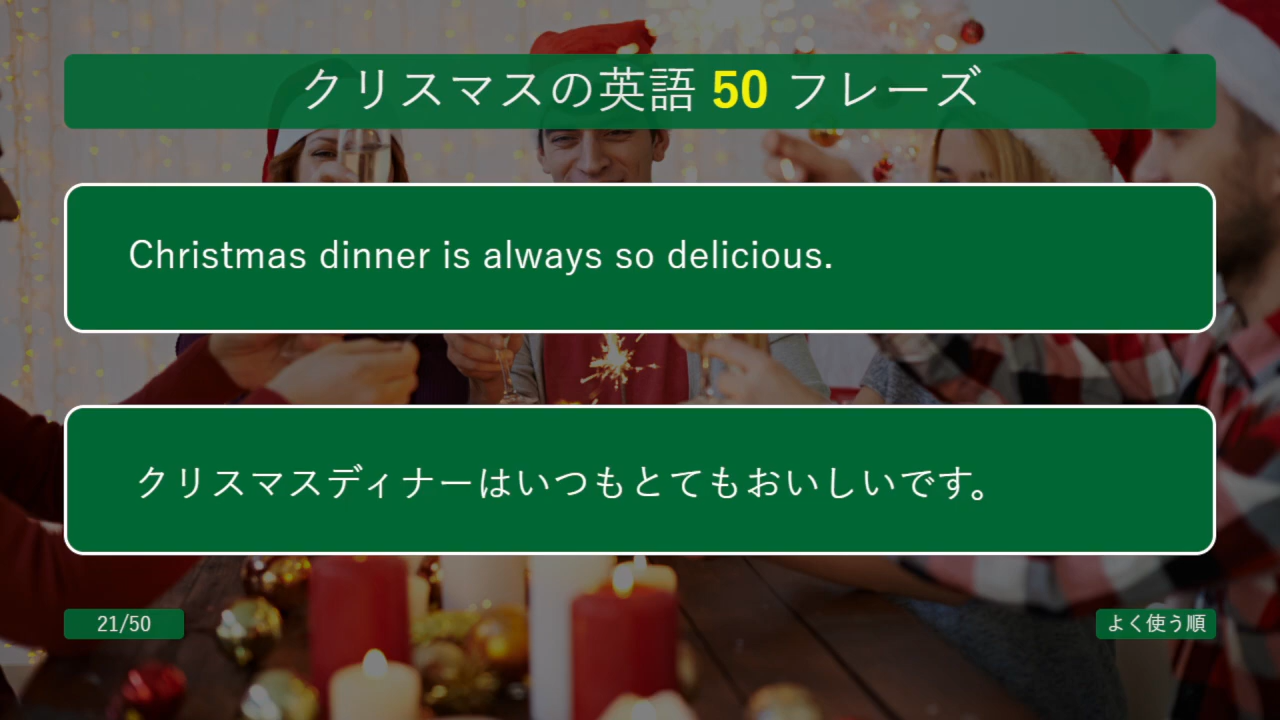 クリスマスの英語 50 フレーズ
Christmas dinner is always so delicious.
クリスマスディナーはいつもとてもおいしいです。
21/50
よく使う順